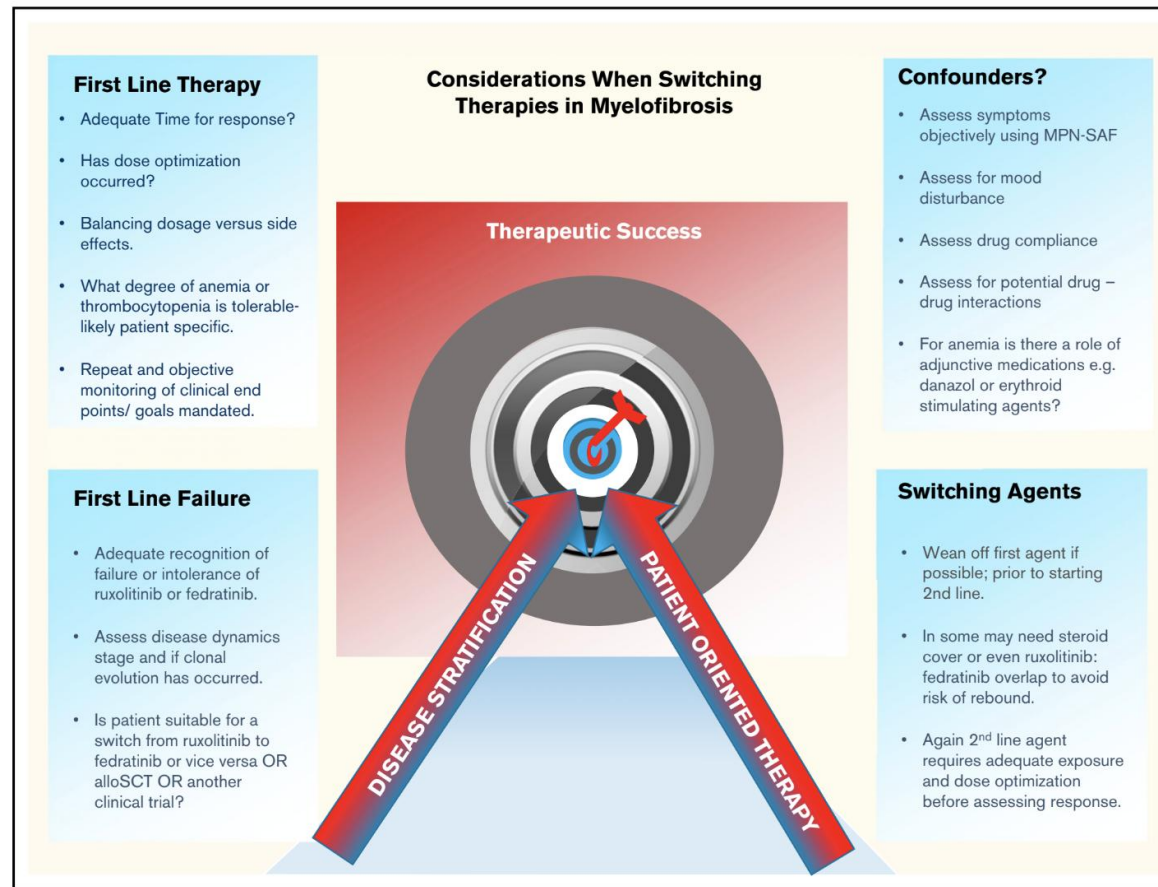 Considerations When Switching
Therapies in Myelofibrosis
First Line Therapy
• Adequate Time for response?
• Has dose optimization
occurred?
• Balancing dosage versus side
effects.
• What degree of anemia or
thrombocytopenia is tolerable-
likely patient specific.
• Repeat and objective
monitoring of clinical end
points/ goals mandated.
Confounders?
• Assess symptoms
objectively using MPN-SAF
• Assess for mood
disturbance
• Assess drug compliance
• Assess for potential drug –
drug interactions
• For anemia is there a role of
adjunctive medications e.g.
danazol or erythroid
stimulating agents?
Therapeutic Success
DISEASE STRATIFICATION
PATIENT ORIENTED THERAPY
First Line Failure
• Adequate recognition of
failure or intolerance of
ruxolitinib or fedratinib.
• Assess disease dynamics
stage and if clonal
evolution has occurred.
• Is patient suitable for a
switch from ruxolitinib to
fedratinib or vice versa OR
alloSCT OR another
clinical trial?
Switching Agents
• Wean off first agent if
possible; prior to starting
2nd line.
• In some may need steroid
cover or even ruxolitinib:
fedratinib overlap to avoid
risk of rebound.
• Again 2nd line agent
requires adequate exposure
and dose optimization
before assessing response.